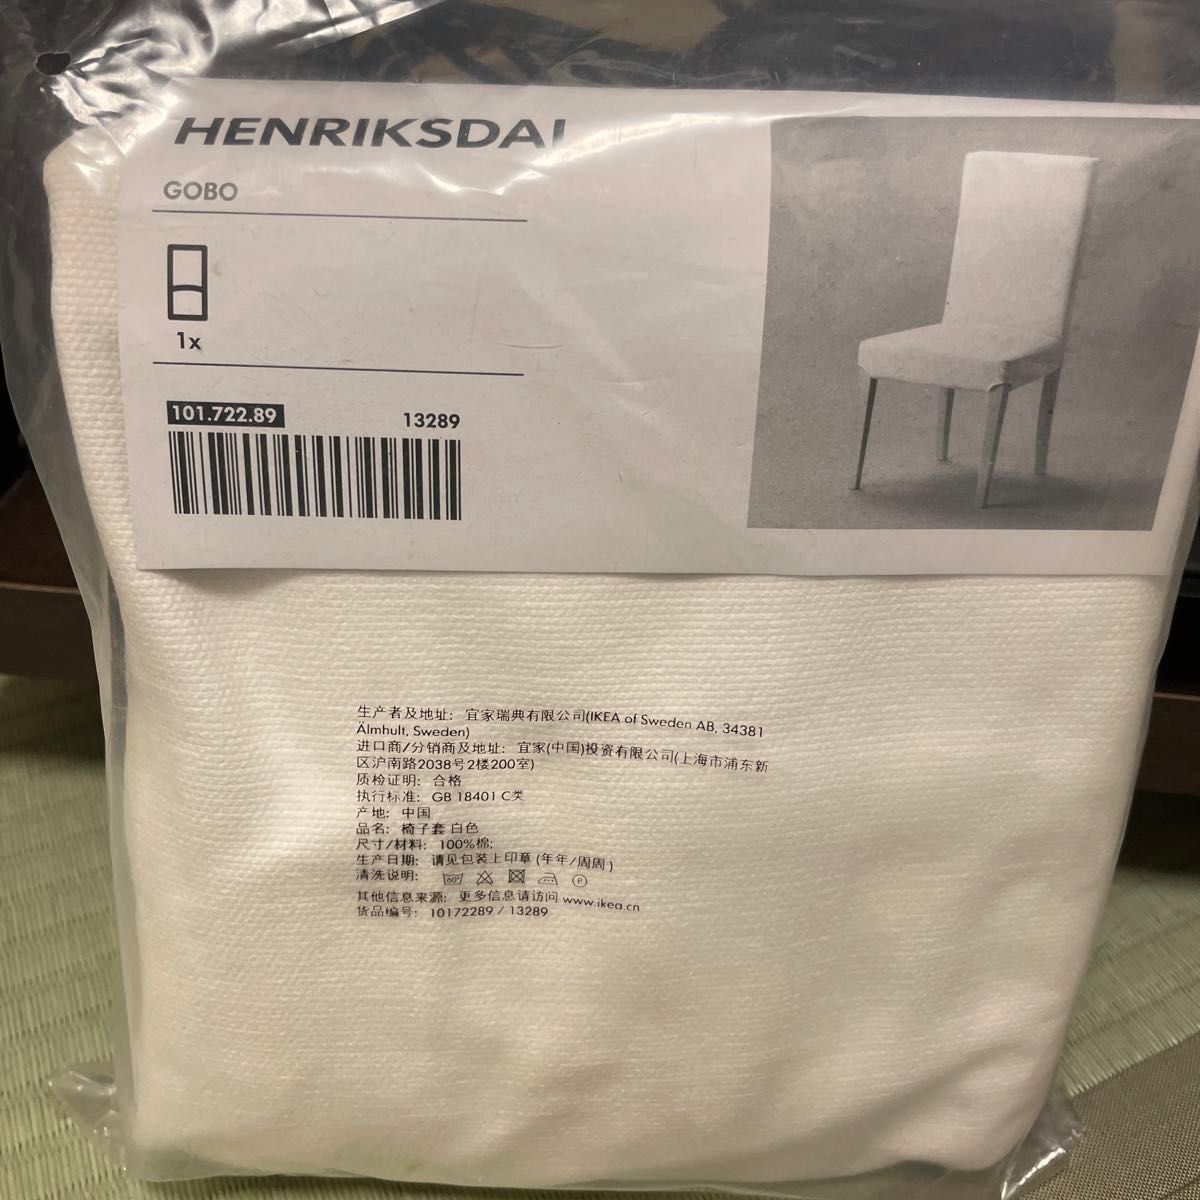 HENRIKSDAL
GOBO
1x
101.722.89 13289
生产者及地址: 宜家瑞典有限公司(IKEA of Sweden AB, 34381
Älmhult, Sweden)
进口商/分销商及地址: 宜家(中国)投资有限公司(上海市浦东新
区沪南路2038号2楼200室)
质检证明: 合格
执行标准: GB 18401 C类
产地: 中国
品名: 椅子套 白色
尺寸/材料: 100%棉;
生产日期: 请见包装上印章 (年年/周周)
清洗说明: 60° P
其他信息来源: 更多信息请访问 www.ikea.cn
货品编号: 10172289 / 13289